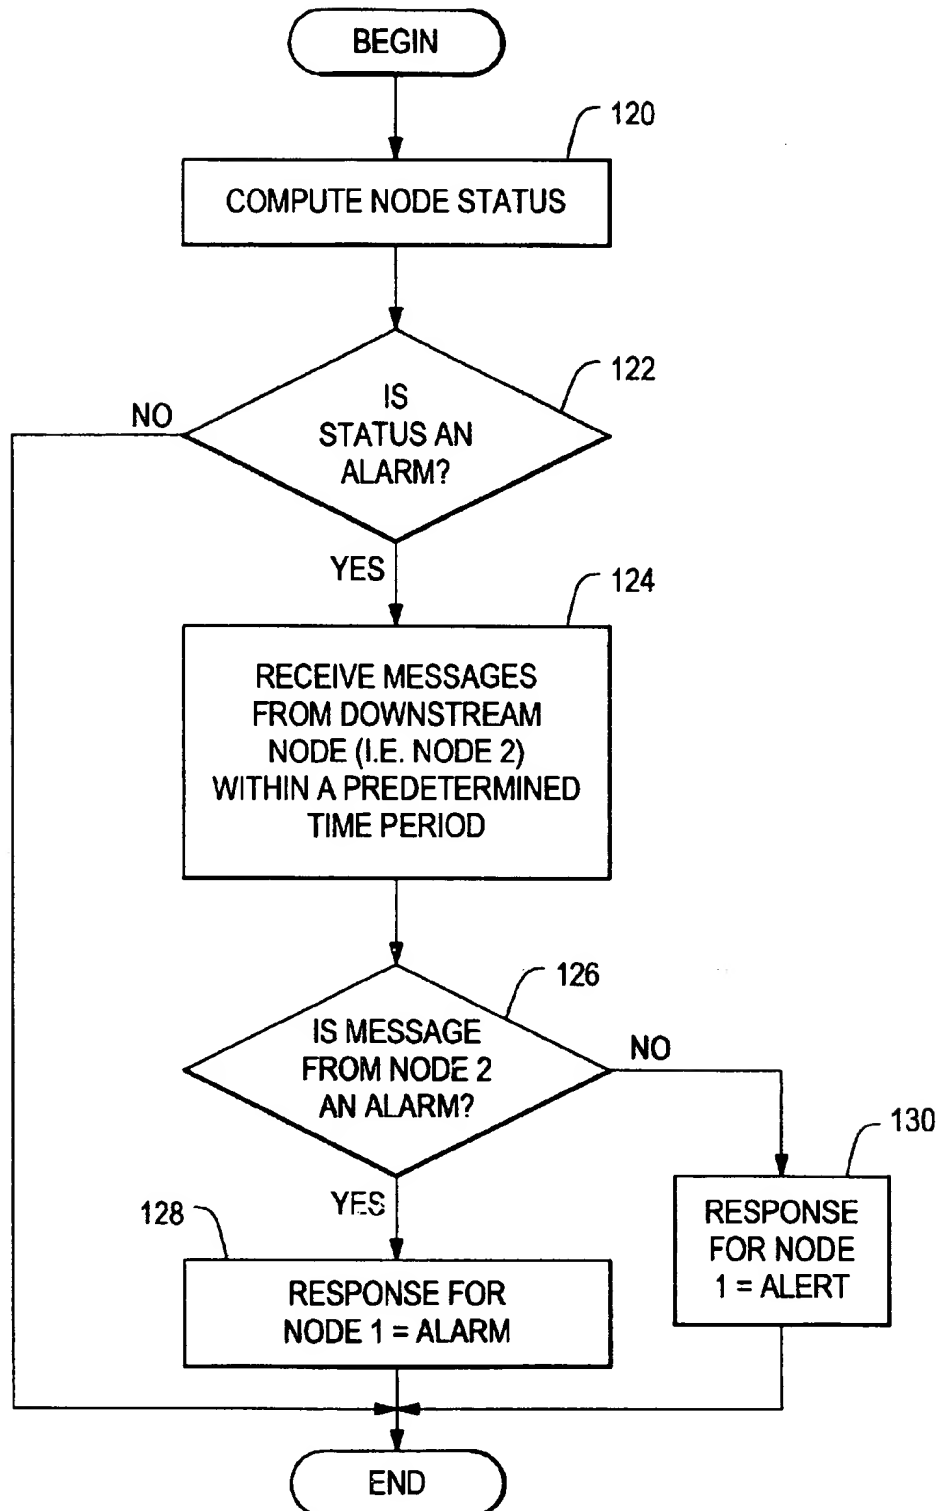 BEGIN
120
COMPUTE NODE STATUS
122
IS
STATUS AN
ALARM?
NO
YES
124
RECEIVE MESSAGES
FROM DOWNSTREAM
NODE (I.E. NODE 2)
WITHIN A PREDETERMINED
TIME PERIOD
126
IS MESSAGE
FROM NODE 2
AN ALARM?
NO
YES
130
RESPONSE
FOR NODE
1 = ALERT
128
RESPONSE FOR
NODE 1 = ALARM
END